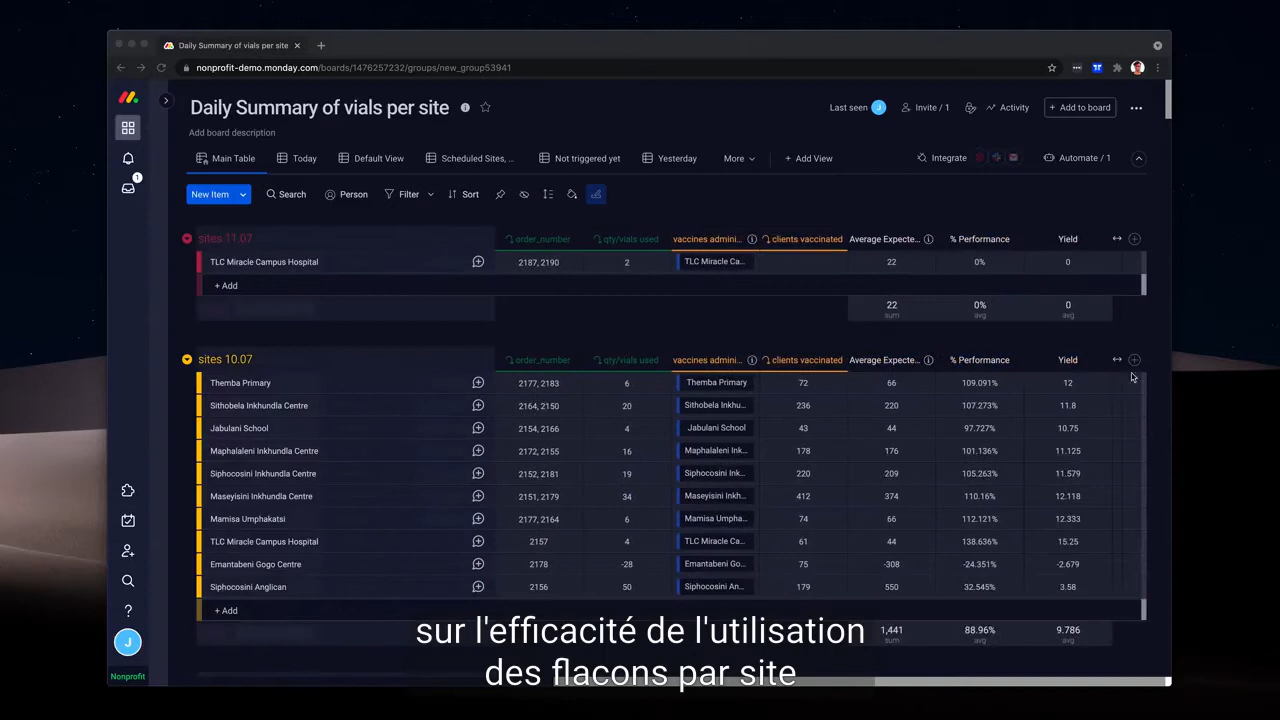 Daily Summary of vials per site
nonprofit-demo.monday.com/boards/1476257232/groups/new_group53941
Daily Summary of vials per site
Last seen J Invite / 1 Activity + Add to board
Add board description
Main Table Today Default View Scheduled Sites, ... Not triggered yet Yesterday More + Add View Integrate Automate / 1
1
New Item Search Person Filter Sort
sites 11.07 order_number qty/vials used vaccines admini... clients vaccinated Average Expecte... % Performance Yield
TLC Miracle Campus Hospital 2187, 2190 2 TLC Miracle Ca... 22 0% 0
+ Add
22 0% 0
sum avg avg
sites 10.07 order_number qty/vials used vaccines admini... clients vaccinated Average Expecte... % Performance Yield
Themba Primary 2177, 2183 6 Themba Primary 72 66 109.091% 12
Sithobela Inkhundla Centre 2164, 2150 20 Sithobela Inkhu... 236 220 107.273% 11.8
Jabulani School 2154, 2166 4 Jabulani School 43 44 97.727% 10.75
Maphalaleni Inkhundla Centre 2172, 2155 16 Maphalaleni Ink... 178 176 101.136% 11.125
Siphocosini Inkhundla Centre 2152, 2181 19 Siphocosini Ink... 220 209 105.263% 11.579
Maseyisini Inkhundla Centre 2151, 2179 34 Maseyisini Inkh... 412 374 110.16% 12.118
Mamisa Umphakatsi 2177, 2164 6 Mamisa Umpha... 74 66 112.121% 12.333
TLC Miracle Campus Hospital 2157 4 TLC Miracle Ca... 61 44 138.636% 15.25
Emantabeni Gogo Centre 2178 -28 Emantabeni Go... 75 -308 -24.351% -2.679
Siphocosini Anglican 2156 50 Siphocosini An... 179 550 32.545% 3.58
+ Add
1,441 88.96% 9.786
sum avg avg
J
Nonprofit
sur l'efficacité de l'utilisation
des flacons par site